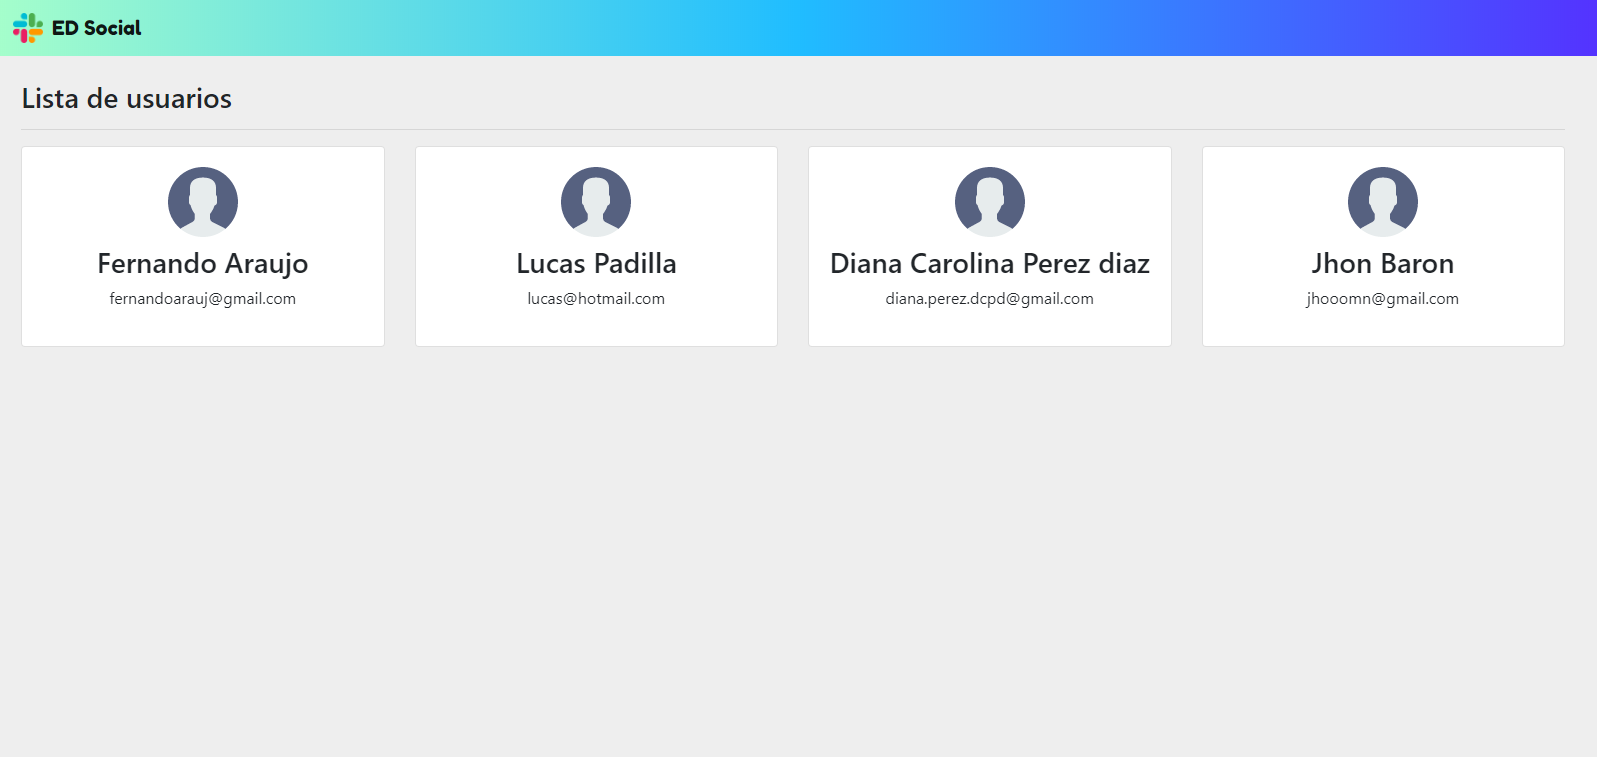 ED Social
Lista de usuarios
Fernando Araujo
fernandoarauj@gmail.com
Lucas Padilla
lucas@hotmail.com
Diana Carolina Perez diaz
diana.perez.dcpd@gmail.com
Jhon Baron
jhooomn@gmail.com